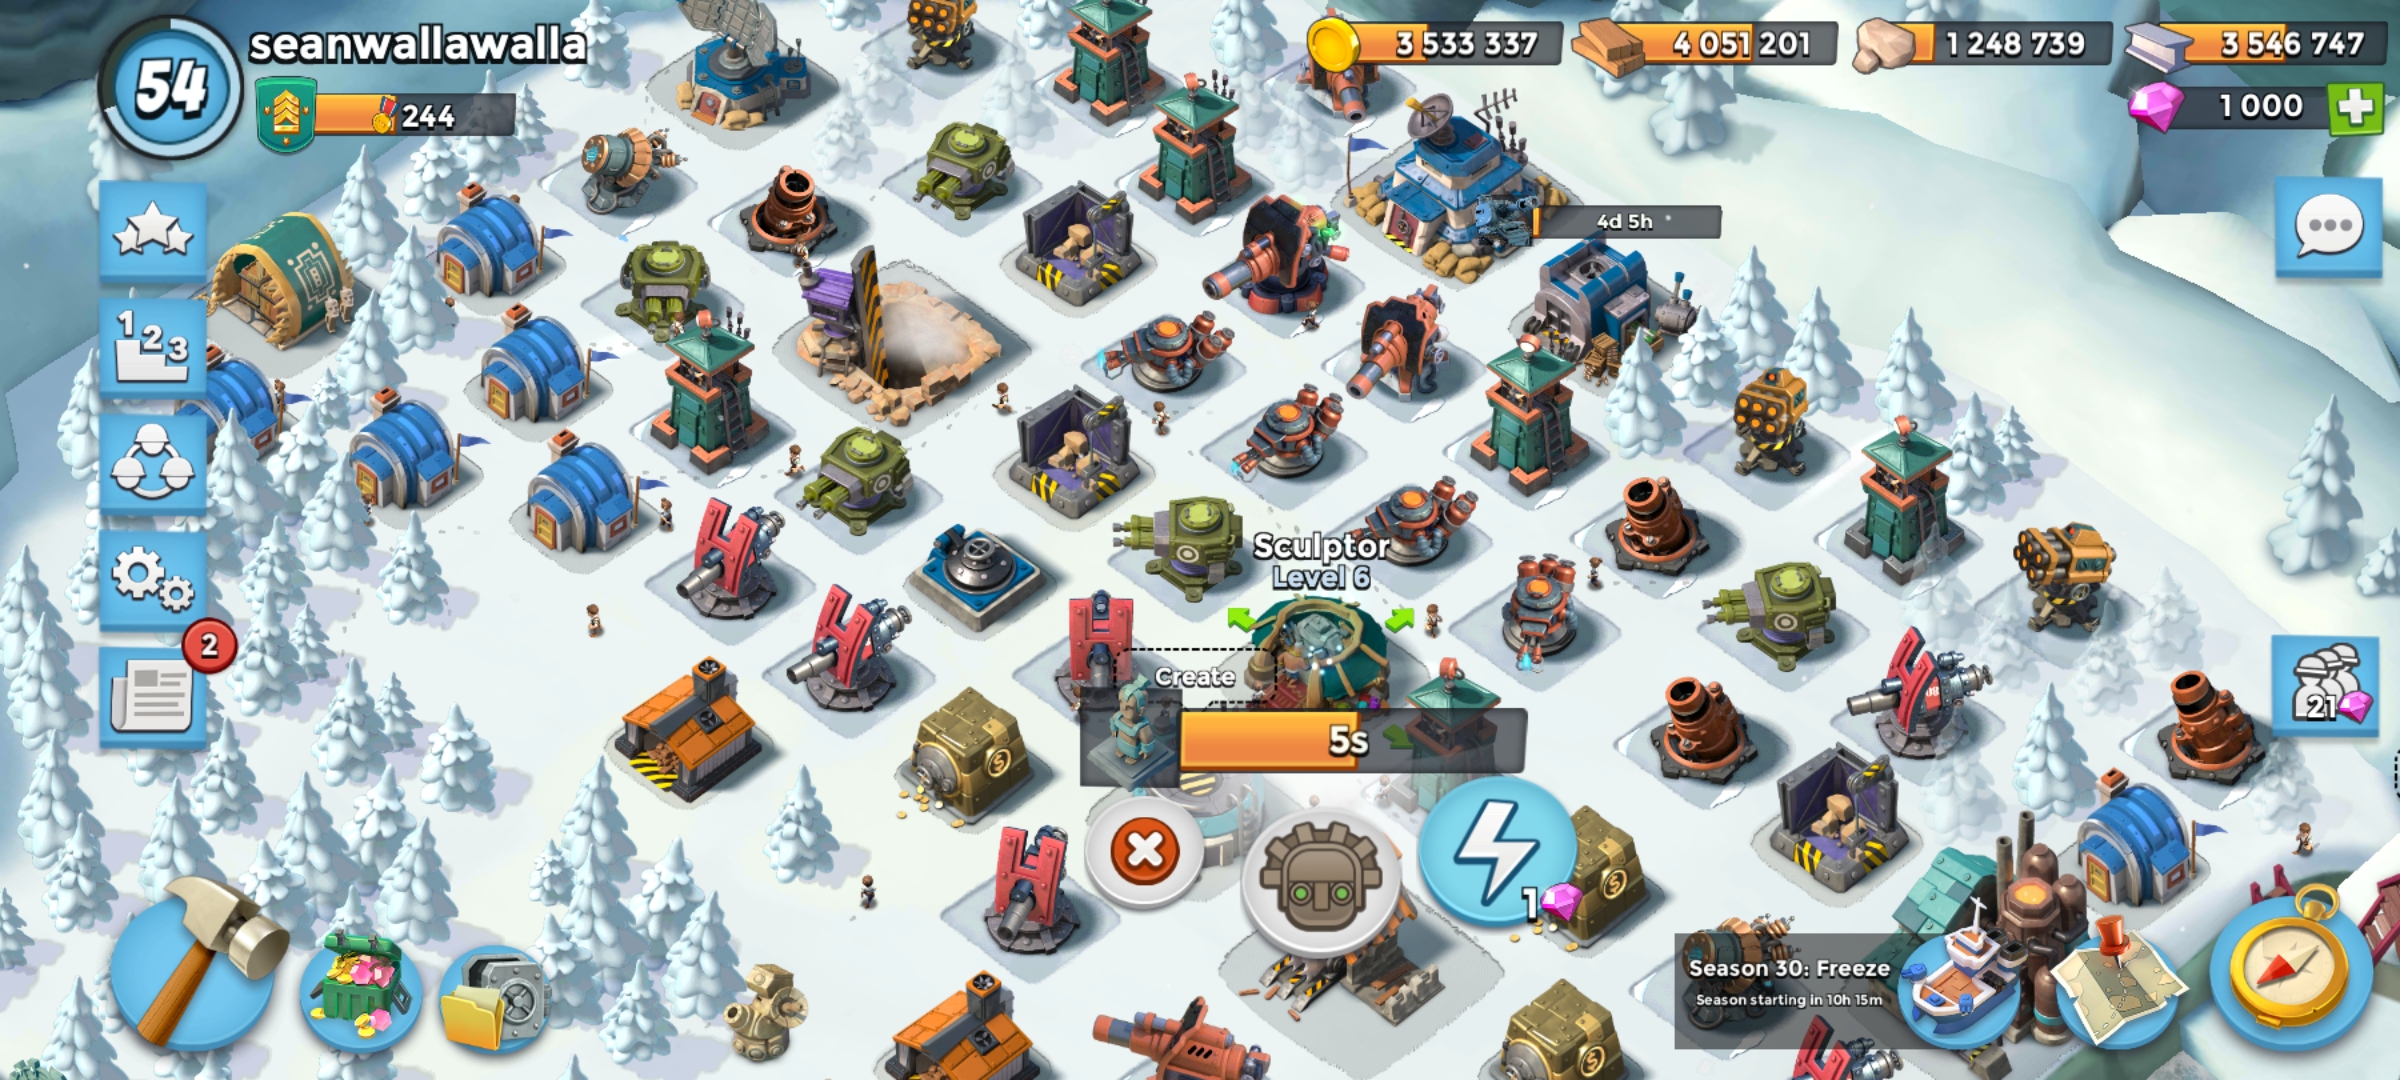 54
seanwallawalla
244
3 533 337
4 051 201
1 248 739
3 546 747
1 000
4d 5h
123
2
Sculptor
Level 6
Create
5s
1
21
Season 30: Freeze
Season starting in 10h 15m